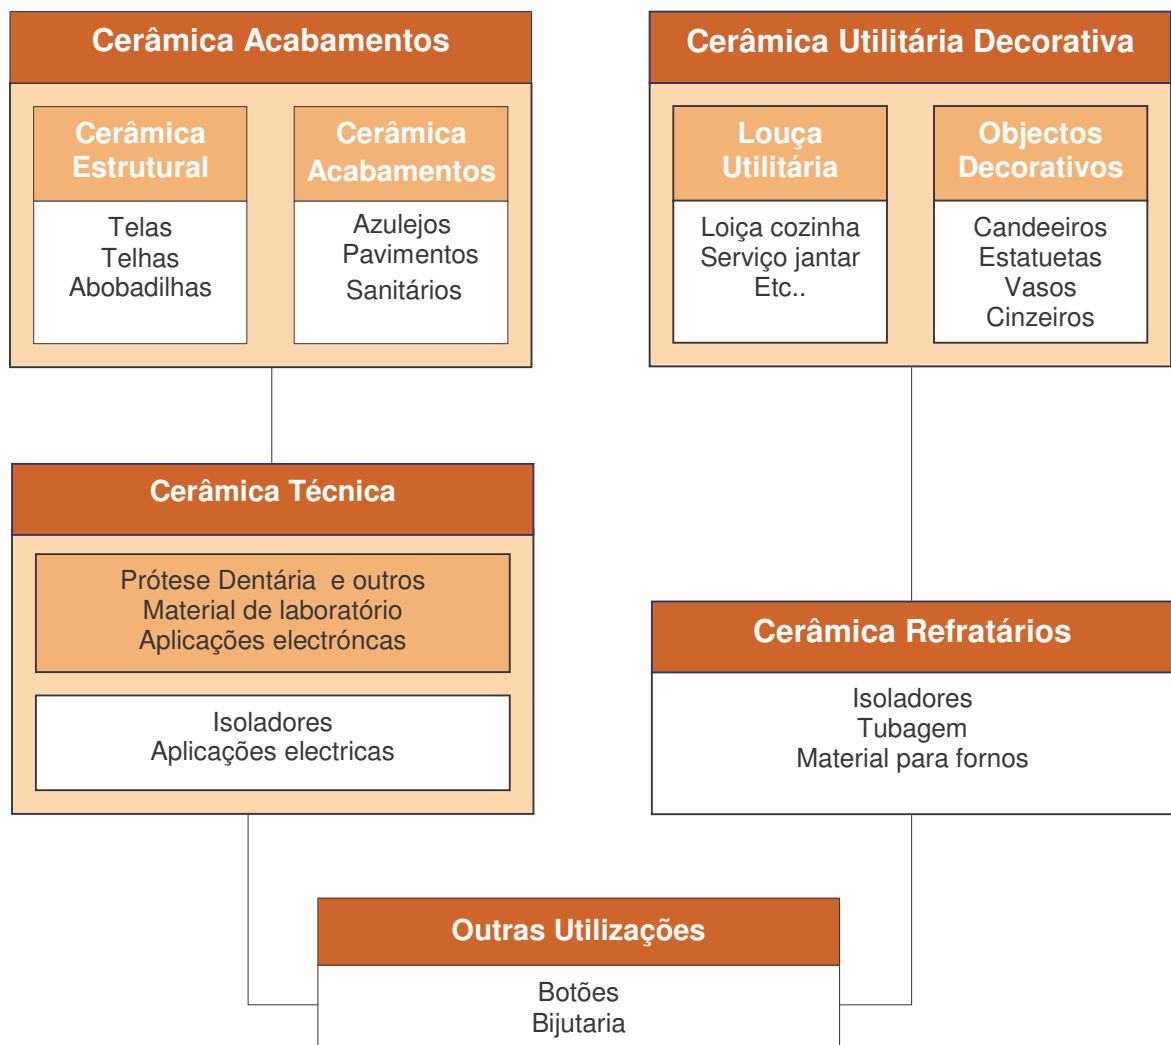 Cerâmica Acabamentos
Cerâmica
Estrutural
Telas
Telhas
Abobadilhas
Cerâmica
Acabamentos
Azulejos
Pavimentos
Sanitários
Cerâmica Utilitária Decorativa
Louça
Utilitária
Loiça cozinha
Serviço jantar
Etc..
Objectos
Decorativos
Candeeiros
Estatuetas
Vasos
Cinzeiros
Cerâmica Técnica
Prótese Dentária e outros
Material de laboratório
Aplicações electróncas
Isoladores
Aplicações electricas
Cerâmica Refratários
Isoladores
Tubagem
Material para fornos
Outras Utilizações
Botões
Bijutaria